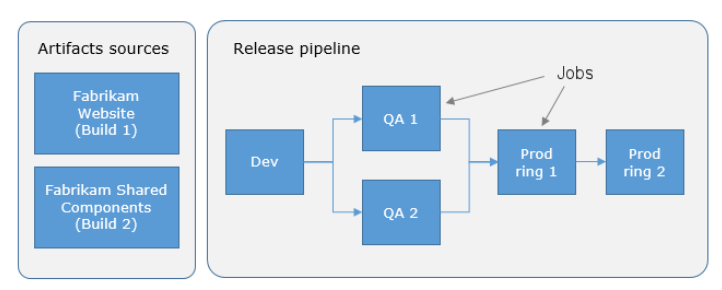 Artifacts sources
Fabrikam
Website
(Build 1)
Fabrikam Shared
Components
(Build 2)
Release pipeline
Jobs
Dev
QA 1
QA 2
Prod
ring 1
Prod
ring 2